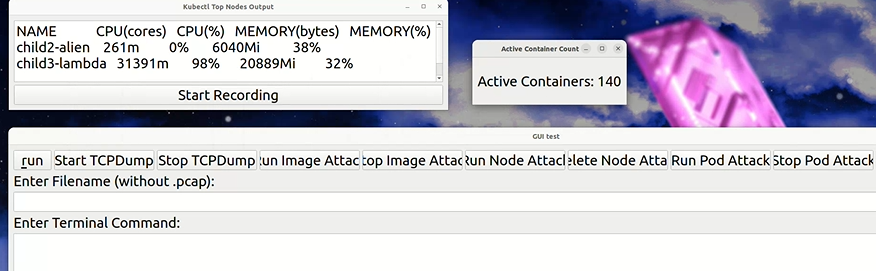 Kubectl Top Nodes Output
NAME CPU(cores) CPU(%) MEMORY(bytes) MEMORY(%)
child2-alien 261m 0% 6040Mi 38%
child3-lambda 31391m 98% 20889Mi 32%
Start Recording
Active Container Count
Active Containers: 140
GUI test
run Start TCPDump Stop TCPDump un Image Attac top Image Attac Run Node Attack elete Node Atta Run Pod Attack Stop Pod Attack
Enter Filename (without .pcap):
Enter Terminal Command: